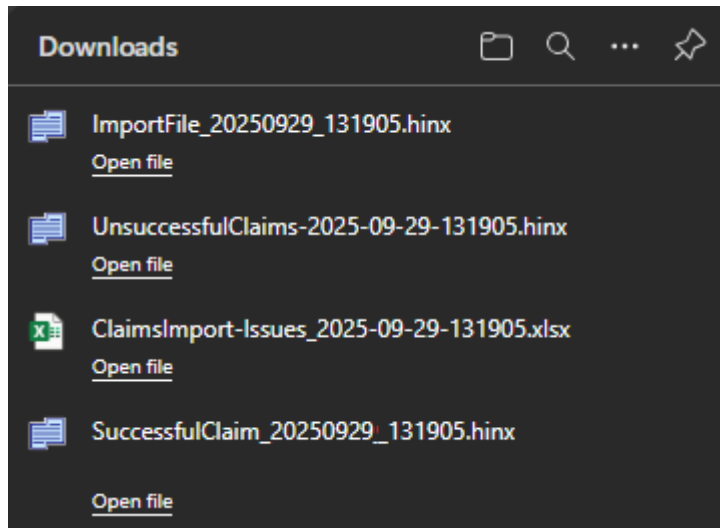 Downloads
ImportFile_20250929_131905.hinx
Open file
UnsuccessfulClaims-2025-09-29-131905.hinx
Open file
ClaimsImport-Issues_2025-09-29-131905.xlsx
Open file
SuccessfulClaim_20250929_131905.hinx
Open file